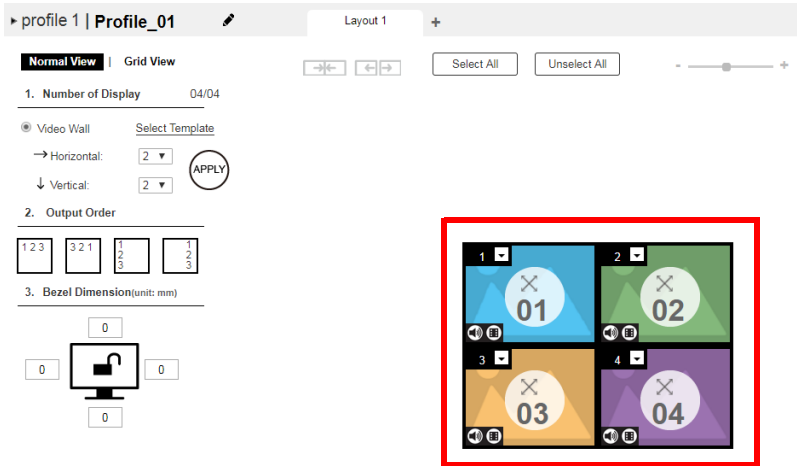 profile 1 | Profile_01
Layout 1
+
Normal View | Grid View
Select All
Unselect All
- +
1. Number of Display 04/04
Video Wall Select Template
Horizontal: 2
APPLY
Vertical: 2
2. Output Order
1 2 3
3 2 1
1
2
3
1
2
3
3. Bezel Dimension(unit: mm)
0
0
0
0
1
01
2
02
3
03
4
04